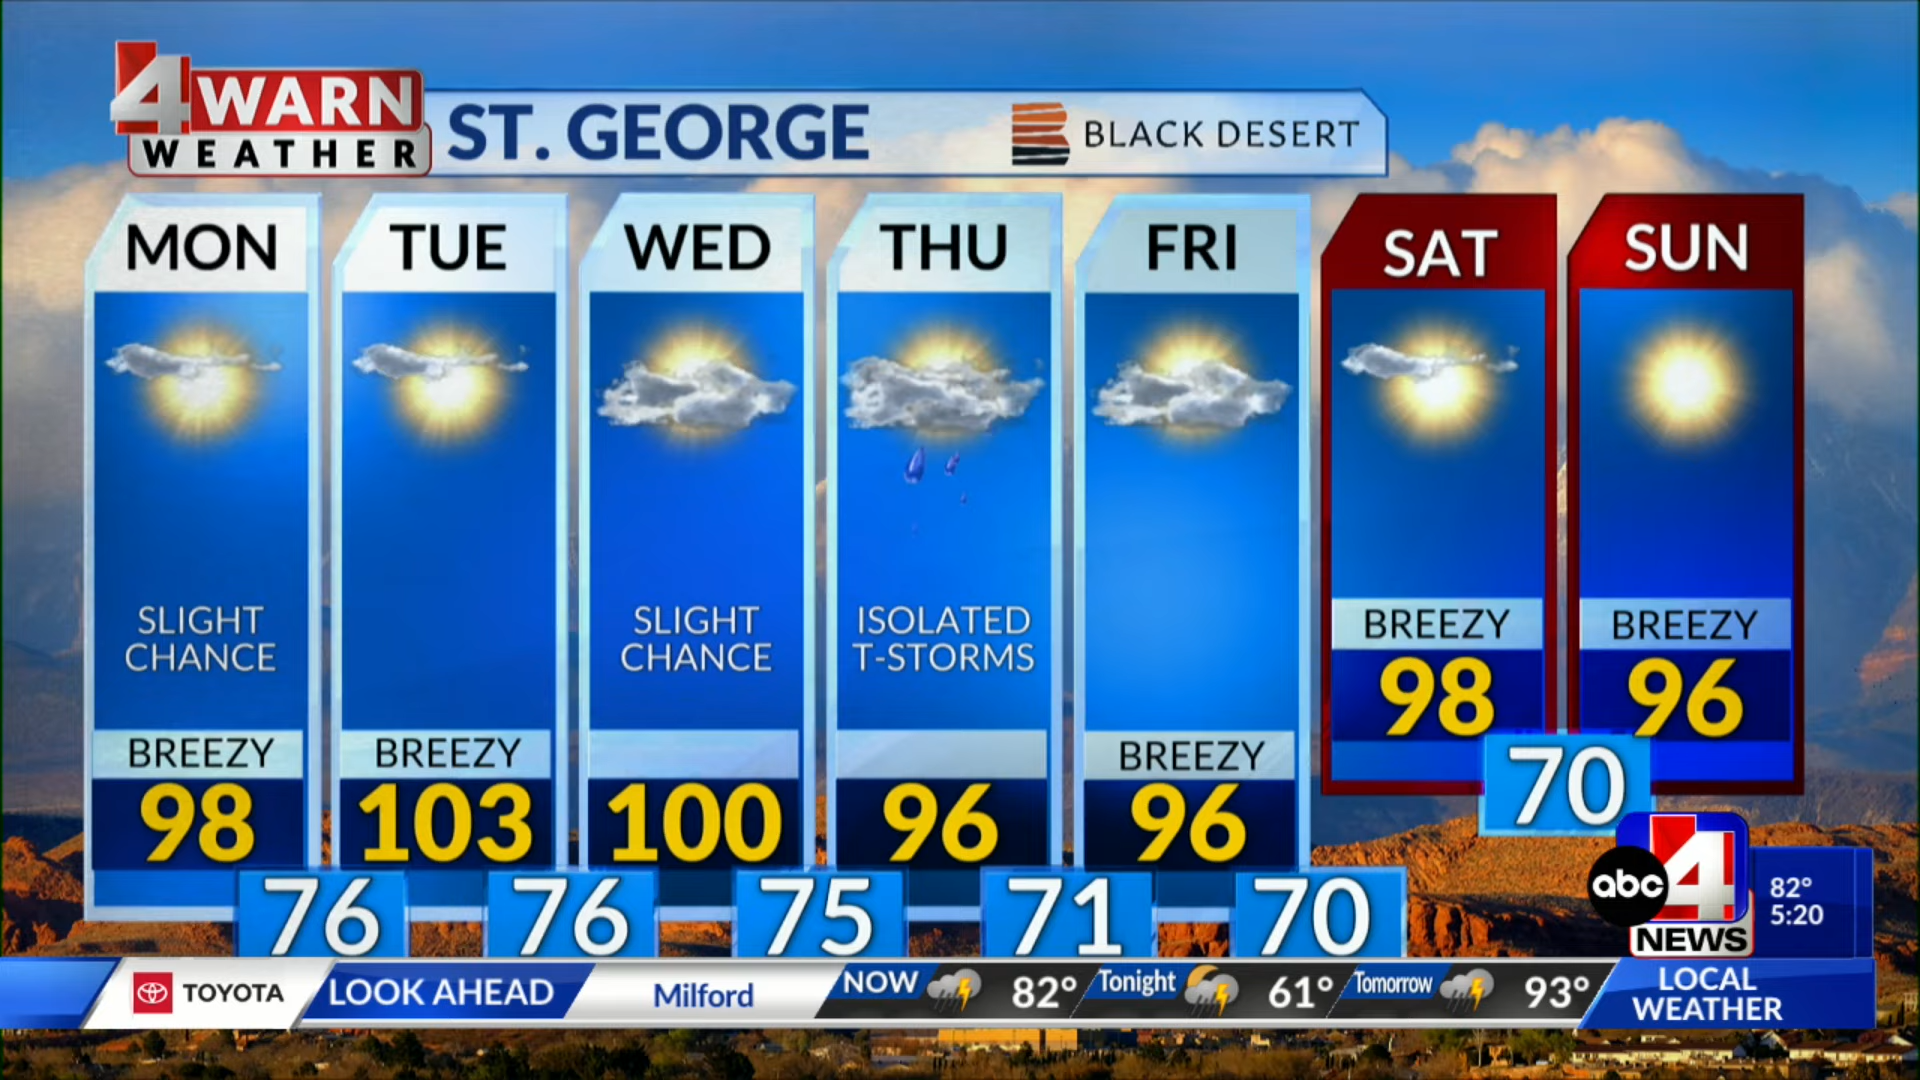 4 WARN
WEATHER
ST. GEORGE
BLACK DESERT
MON
TUE
WED
THU
FRI
SAT
SUN
SLIGHT
CHANCE
SLIGHT
CHANCE
ISOLATED
T-STORMS
BREEZY
BREEZY
BREEZY
BREEZY
BREEZY
98
103
100
96
96
98
96
76
76
75
71
70
70
abc
4
NEWS
82°
5:20
TOYOTA
LOOK AHEAD
Milford
NOW
82°
Tonight
61°
Tomorrow
93°
LOCAL
WEATHER